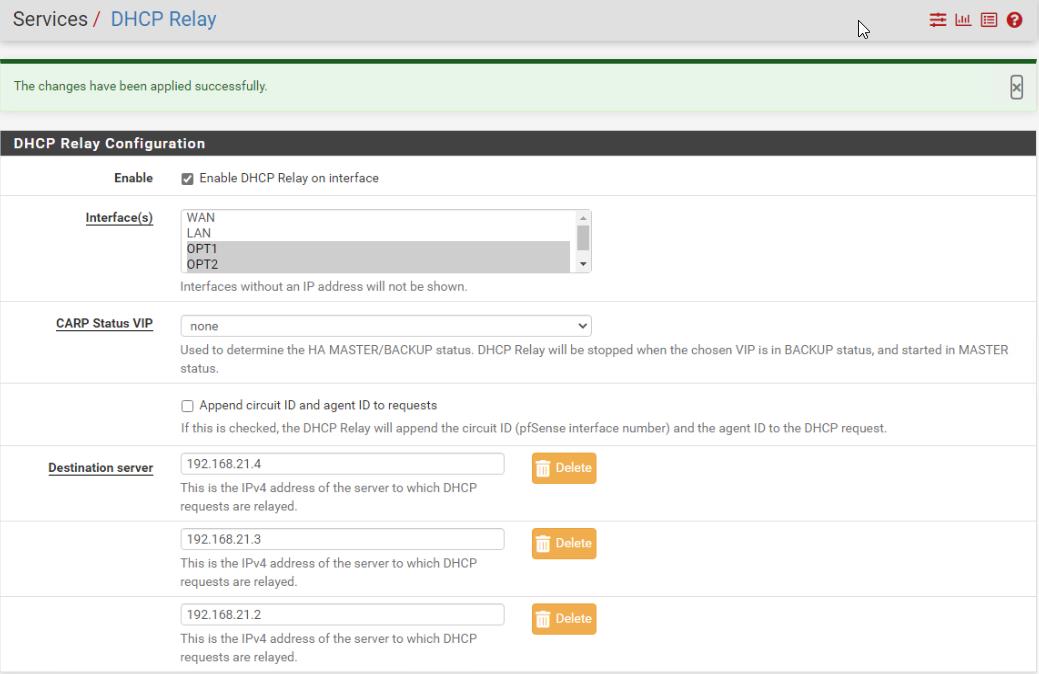 Services / DHCP Relay
The changes have been applied successfully.
DHCP Relay Configuration
Enable
Enable DHCP Relay on interface
Interface(s)
WAN
LAN
OPT1
OPT2
Interfaces without an IP address will not be shown.
CARP Status VIP
none
Used to determine the HA MASTER/BACKUP status. DHCP Relay will be stopped when the chosen VIP is in BACKUP status, and started in MASTER
status.
Append circuit ID and agent ID to requests
If this is checked, the DHCP Relay will append the circuit ID (pfSense interface number) and the agent ID to the DHCP request.
Destination server
192.168.21.4
Delete
This is the IPv4 address of the server to which DHCP
requests are relayed.
192.168.21.3
Delete
This is the IPv4 address of the server to which DHCP
requests are relayed.
192.168.21.2
Delete
This is the IPv4 address of the server to which DHCP
requests are relayed.